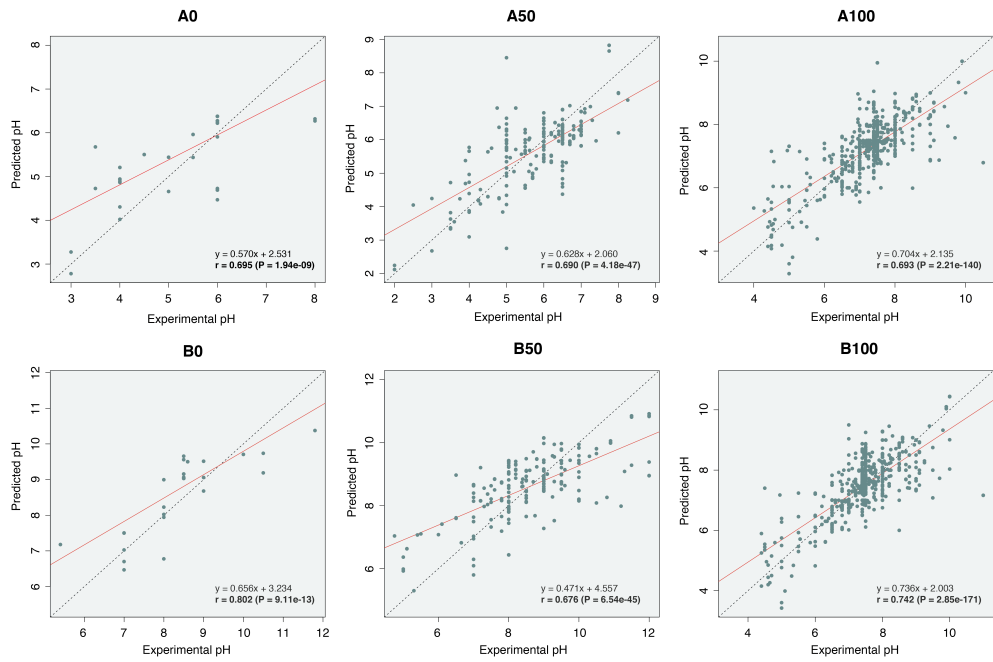 A0
8
7
6
5
4
3
Predicted pH
y = 0.570x + 2.531
r = 0.695 (P = 1.94e-09)
3 4 5 6 7 8
Experimental pH
A50
9
8
7
6
5
4
3
2
Predicted pH
y = 0.628x + 2.060
r = 0.690 (P = 4.18e-47)
2 3 4 5 6 7 8 9
Experimental pH
A100
10
8
6
4
Predicted pH
y = 0.704x + 2.135
r = 0.693 (P = 2.21e-140)
4 6 8 10
Experimental pH
B0
12
11
10
9
8
7
6
Predicted pH
y = 0.656x + 3.234
r = 0.802 (P = 9.11e-13)
6 7 8 9 10 11 12
Experimental pH
B50
12
10
8
6
Predicted pH
y = 0.471x + 4.557
r = 0.676 (P = 6.54e-45)
6 8 10 12
Experimental pH
B100
10
8
6
4
Predicted pH
y = 0.736x + 2.003
r = 0.742 (P = 2.85e-171)
4 6 8 10
Experimental pH